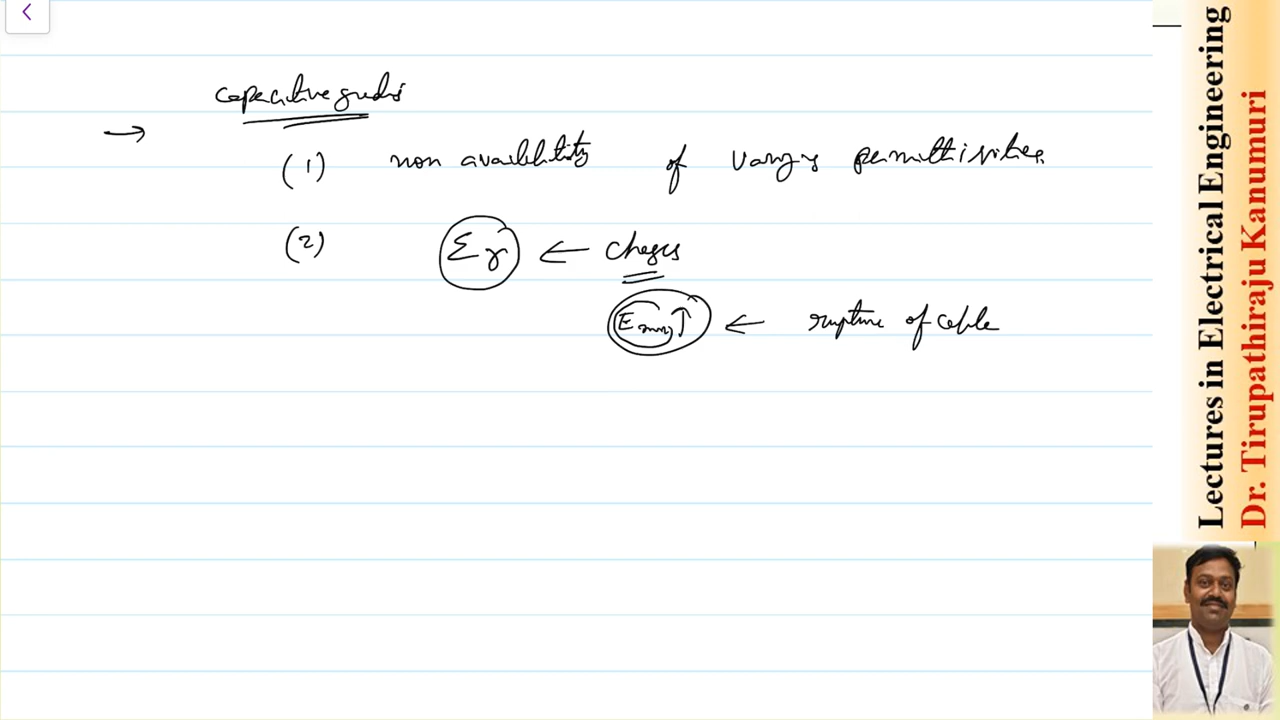 capacitive grading
→ (1) non availability of varying permittivities.
(2) εr ← changes
Emax ↑ ← rupture of cable
Lectures in Electrical Engineering
Dr. Tirupathiraju Kanumuri